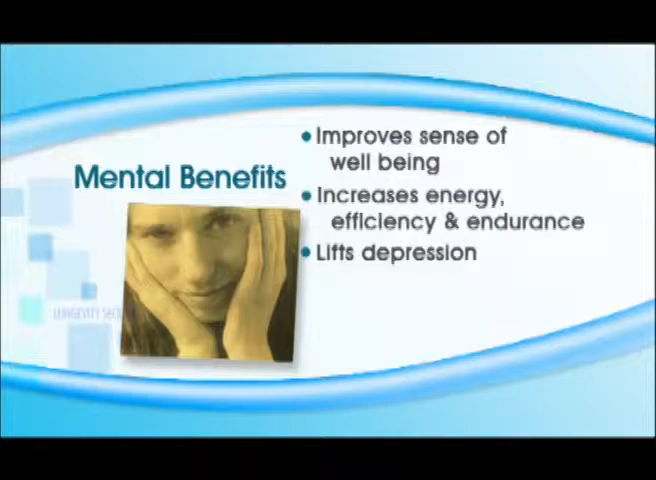 Mental Benefits
• Improves sense of
well being
• Increases energy,
efficiency & endurance
• Lifts depression